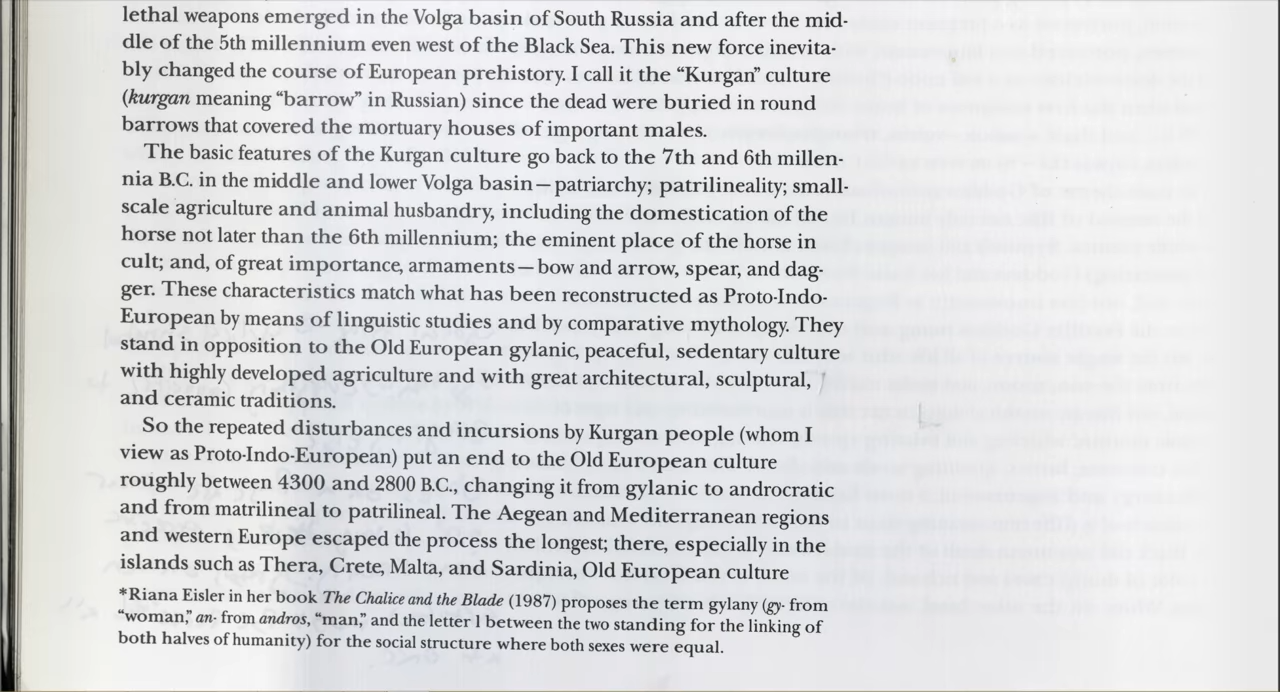 lethal weapons emerged in the Volga basin of South Russia and after the mid-
dle of the 5th millennium even west of the Black Sea. This new force inevita-
bly changed the course of European prehistory. I call it the “Kurgan” culture
(kurgan meaning “barrow” in Russian) since the dead were buried in round
barrows that covered the mortuary houses of important males.
The basic features of the Kurgan culture go back to the 7th and 6th millen-
nia B.C. in the middle and lower Volga basin—patriarchy; patrilineality; small-
scale agriculture and animal husbandry, including the domestication of the
horse not later than the 6th millennium; the eminent place of the horse in
cult; and, of great importance, armaments—bow and arrow, spear, and dag-
ger. These characteristics match what has been reconstructed as Proto-Indo-
European by means of linguistic studies and by comparative mythology. They
stand in opposition to the Old European gylanic, peaceful, sedentary culture
with highly developed agriculture and with great architectural, sculptural,
and ceramic traditions.
So the repeated disturbances and incursions by Kurgan people (whom I
view as Proto-Indo-European) put an end to the Old European culture
roughly between 4300 and 2800 B.C., changing it from gylanic to androcratic
and from matrilineal to patrilineal. The Aegean and Mediterranean regions
and western Europe escaped the process the longest; there, especially in the
islands such as Thera, Crete, Malta, and Sardinia, Old European culture
*Riana Eisler in her book The Chalice and the Blade (1987) proposes the term gylany (gy- from
“woman,” an- from andros, “man,” and the letter l between the two standing for the linking of
both halves of humanity) for the social structure where both sexes were equal.